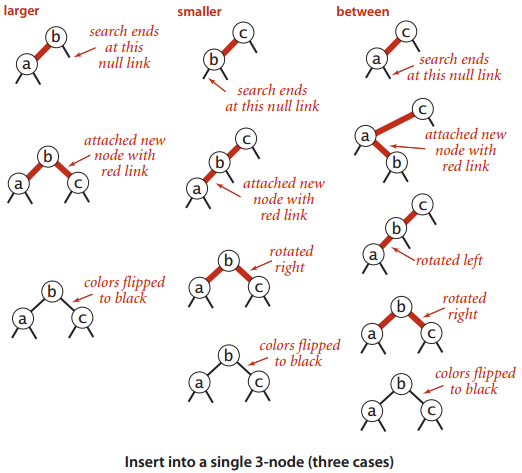 larger
b
a
search ends
at this
null link
b
a
c
attached new
node with
red link
b
a
c
colors flipped
to black
smaller
c
b
search ends
at this null link
c
b
a
attached new
node with
red link
b
a
c
rotated
right
b
a
c
colors flipped
to black
between
c
a
search ends
at this null link
c
a
b
attached new
node with
red link
c
b
a
rotated left
b
a
c
rotated
right
b
a
c
colors flipped
to black
Insert into a single 3-node (three cases)